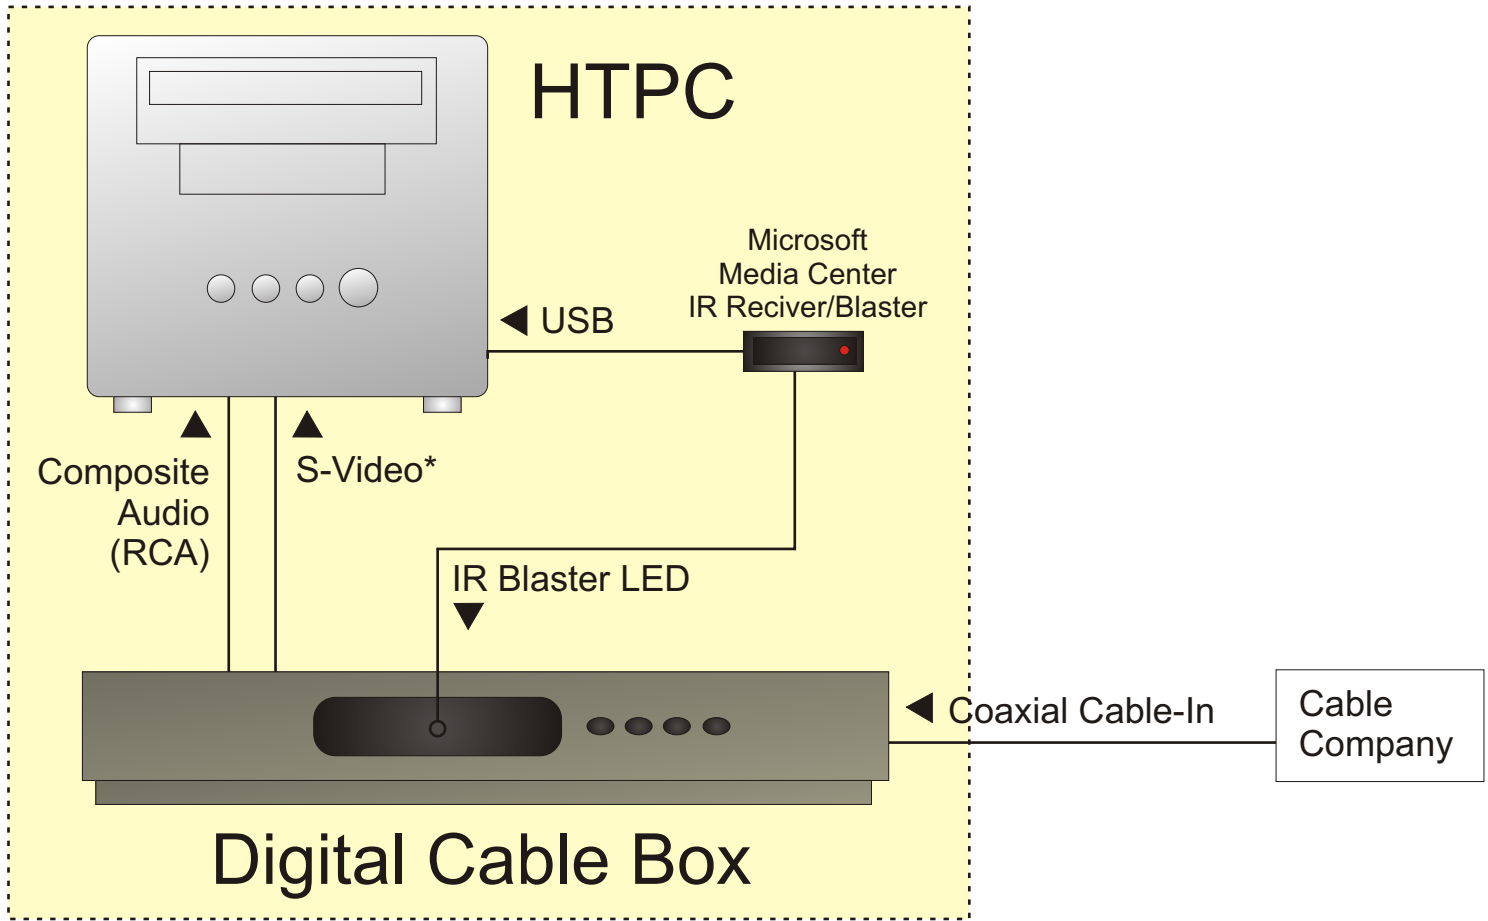 HTPC
Microsoft
Media Center
IR Reciver/Blaster
USB
Composite
Audio
(RCA)
S-Video*
IR Blaster LED
Coaxial Cable-In
Cable
Company
Digital Cable Box